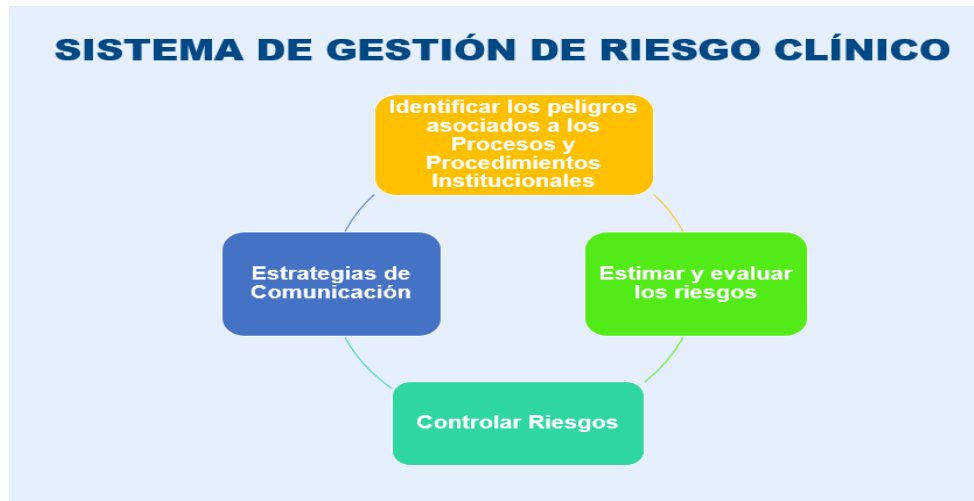 SISTEMA DE GESTIÓN DE RIESGO CLÍNICO
Identificar los peligros
asociados a los
Procesos y
Procedimientos
Institucionales
Estrategias de
Comunicación
Estimar y evaluar
los riesgos
Controlar Riesgos